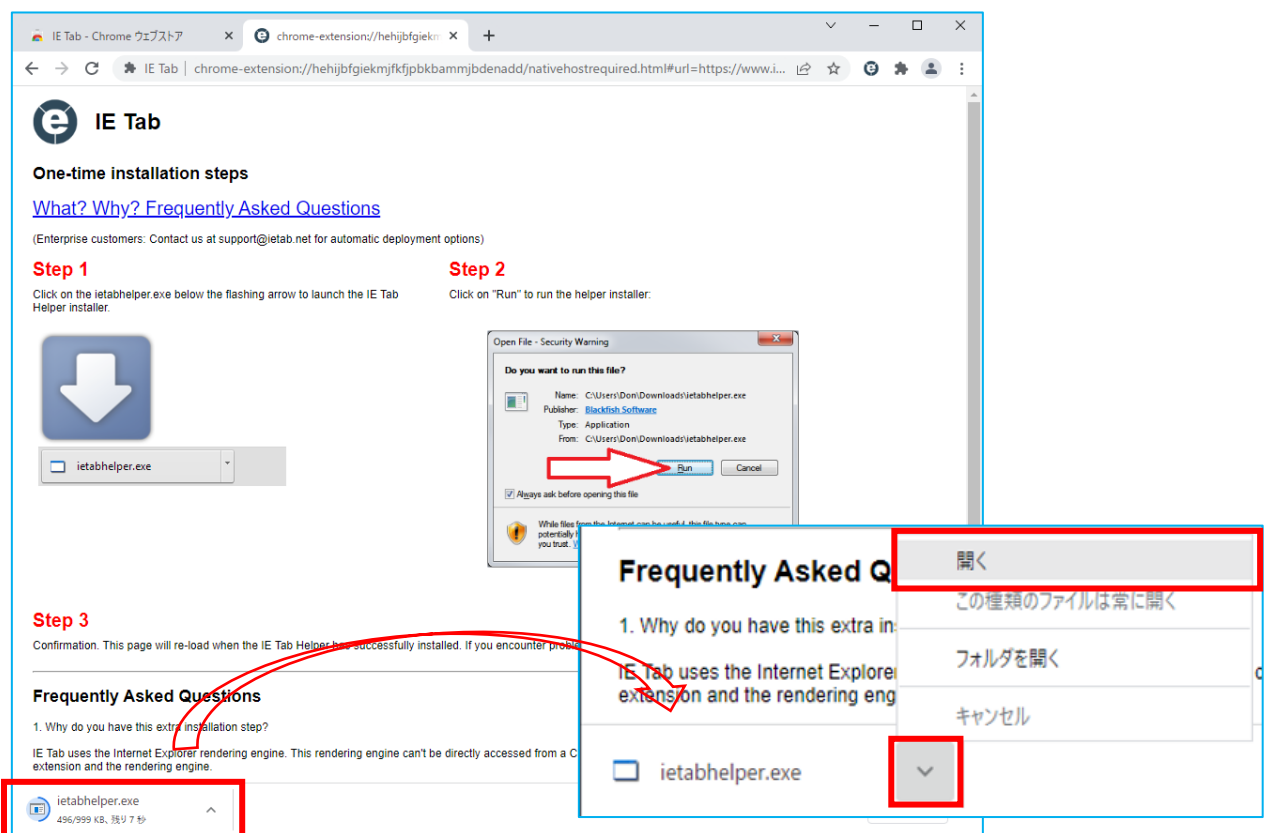 IE Tab - Chrome ウェブストア
chrome-extension://hehijbfgiekm
IE Tab
chrome-extension://hehijbfgiekmjfkfjpbkbammjbdenadd/nativehostrequired.html#url=https://www.i...
IE Tab
One-time installation steps
What? Why? Frequently Asked Questions
(Enterprise customers: Contact us at support@ietab.net for automatic deployment options)
Step 1
Click on the ietabhelper.exe below the flashing arrow to launch the IE Tab
Helper installer.
ietabhelper.exe
Step 2
Click on "Run" to run the helper installer:
Open File - Security Warning
Do you want to run this file?
Name: C:\Users\Don\Downloads\ietabhelper.exe
Publisher: Blackfish Software
Type: Application
From: C:\Users\Don\Downloads\ietabhelper.exe
Run
Cancel
Always ask before opening this file
While files from the Internet can be useful, this file type can
potentially
you trust.
Step 3
Confirmation. This page will re-load when the IE Tab Helper has successfully installed. If you encounter
Frequently Asked Questions
1. Why do you have this extra installation step?
IE Tab uses the Internet Explorer rendering engine. This rendering engine can't be directly accessed from a C
extension and the rendering engine.
ietabhelper.exe
496/999 KB、残り 7 秒
Frequently Asked Q
1. Why do you have this extra in
IE Tab uses the Internet Explorer
extension and the rendering eng
ietabhelper.exe
開く
この種類のファイルは常に開く
フォルダを開く
キャンセル